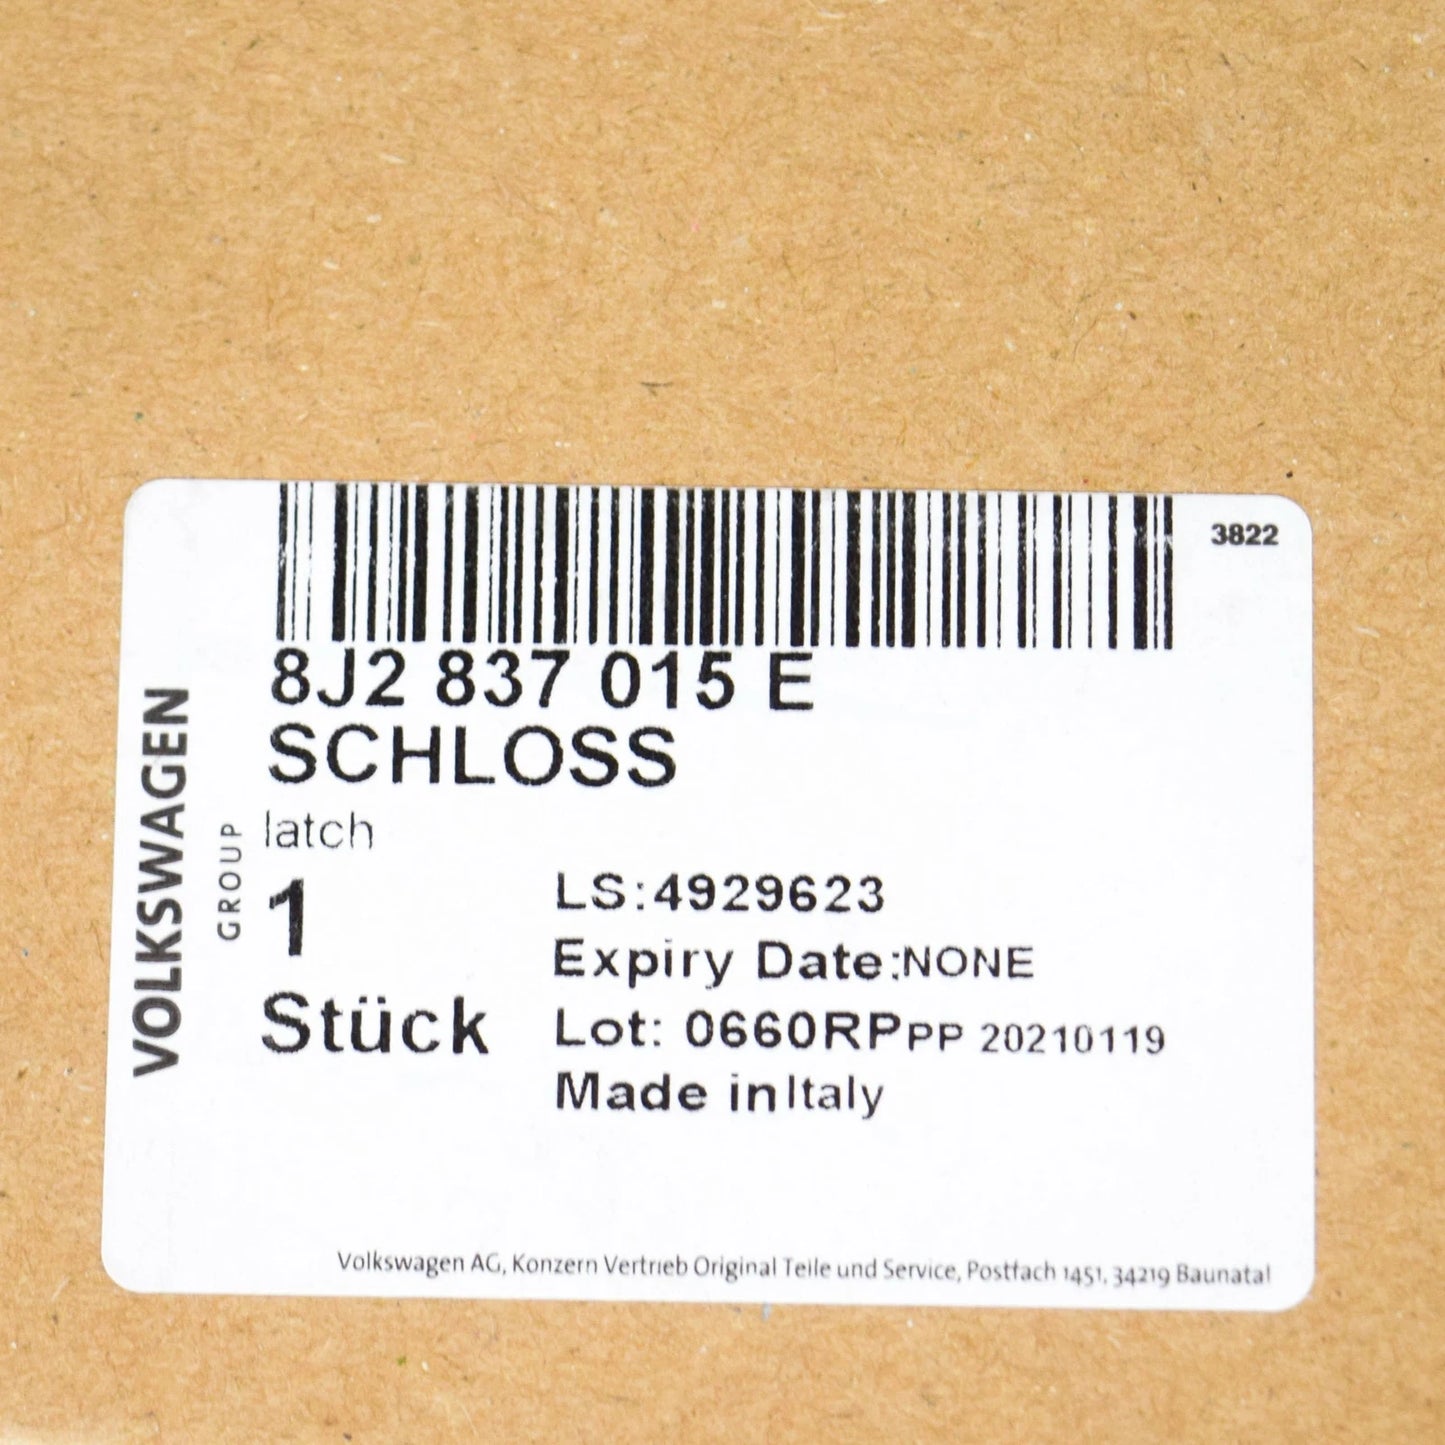 3822
8J2 837 015 E
SCHLOSS
latch
1
Stück
LS:4929623
Expiry Date:NONE
Lot: 0660RPPP 20210119
Made inItaly
VOLKSWAGEN
GROUP
Volkswagen AG, Konzern Vertrieb Original Teile und Service, Postfach 1451, 34219 Baunatal